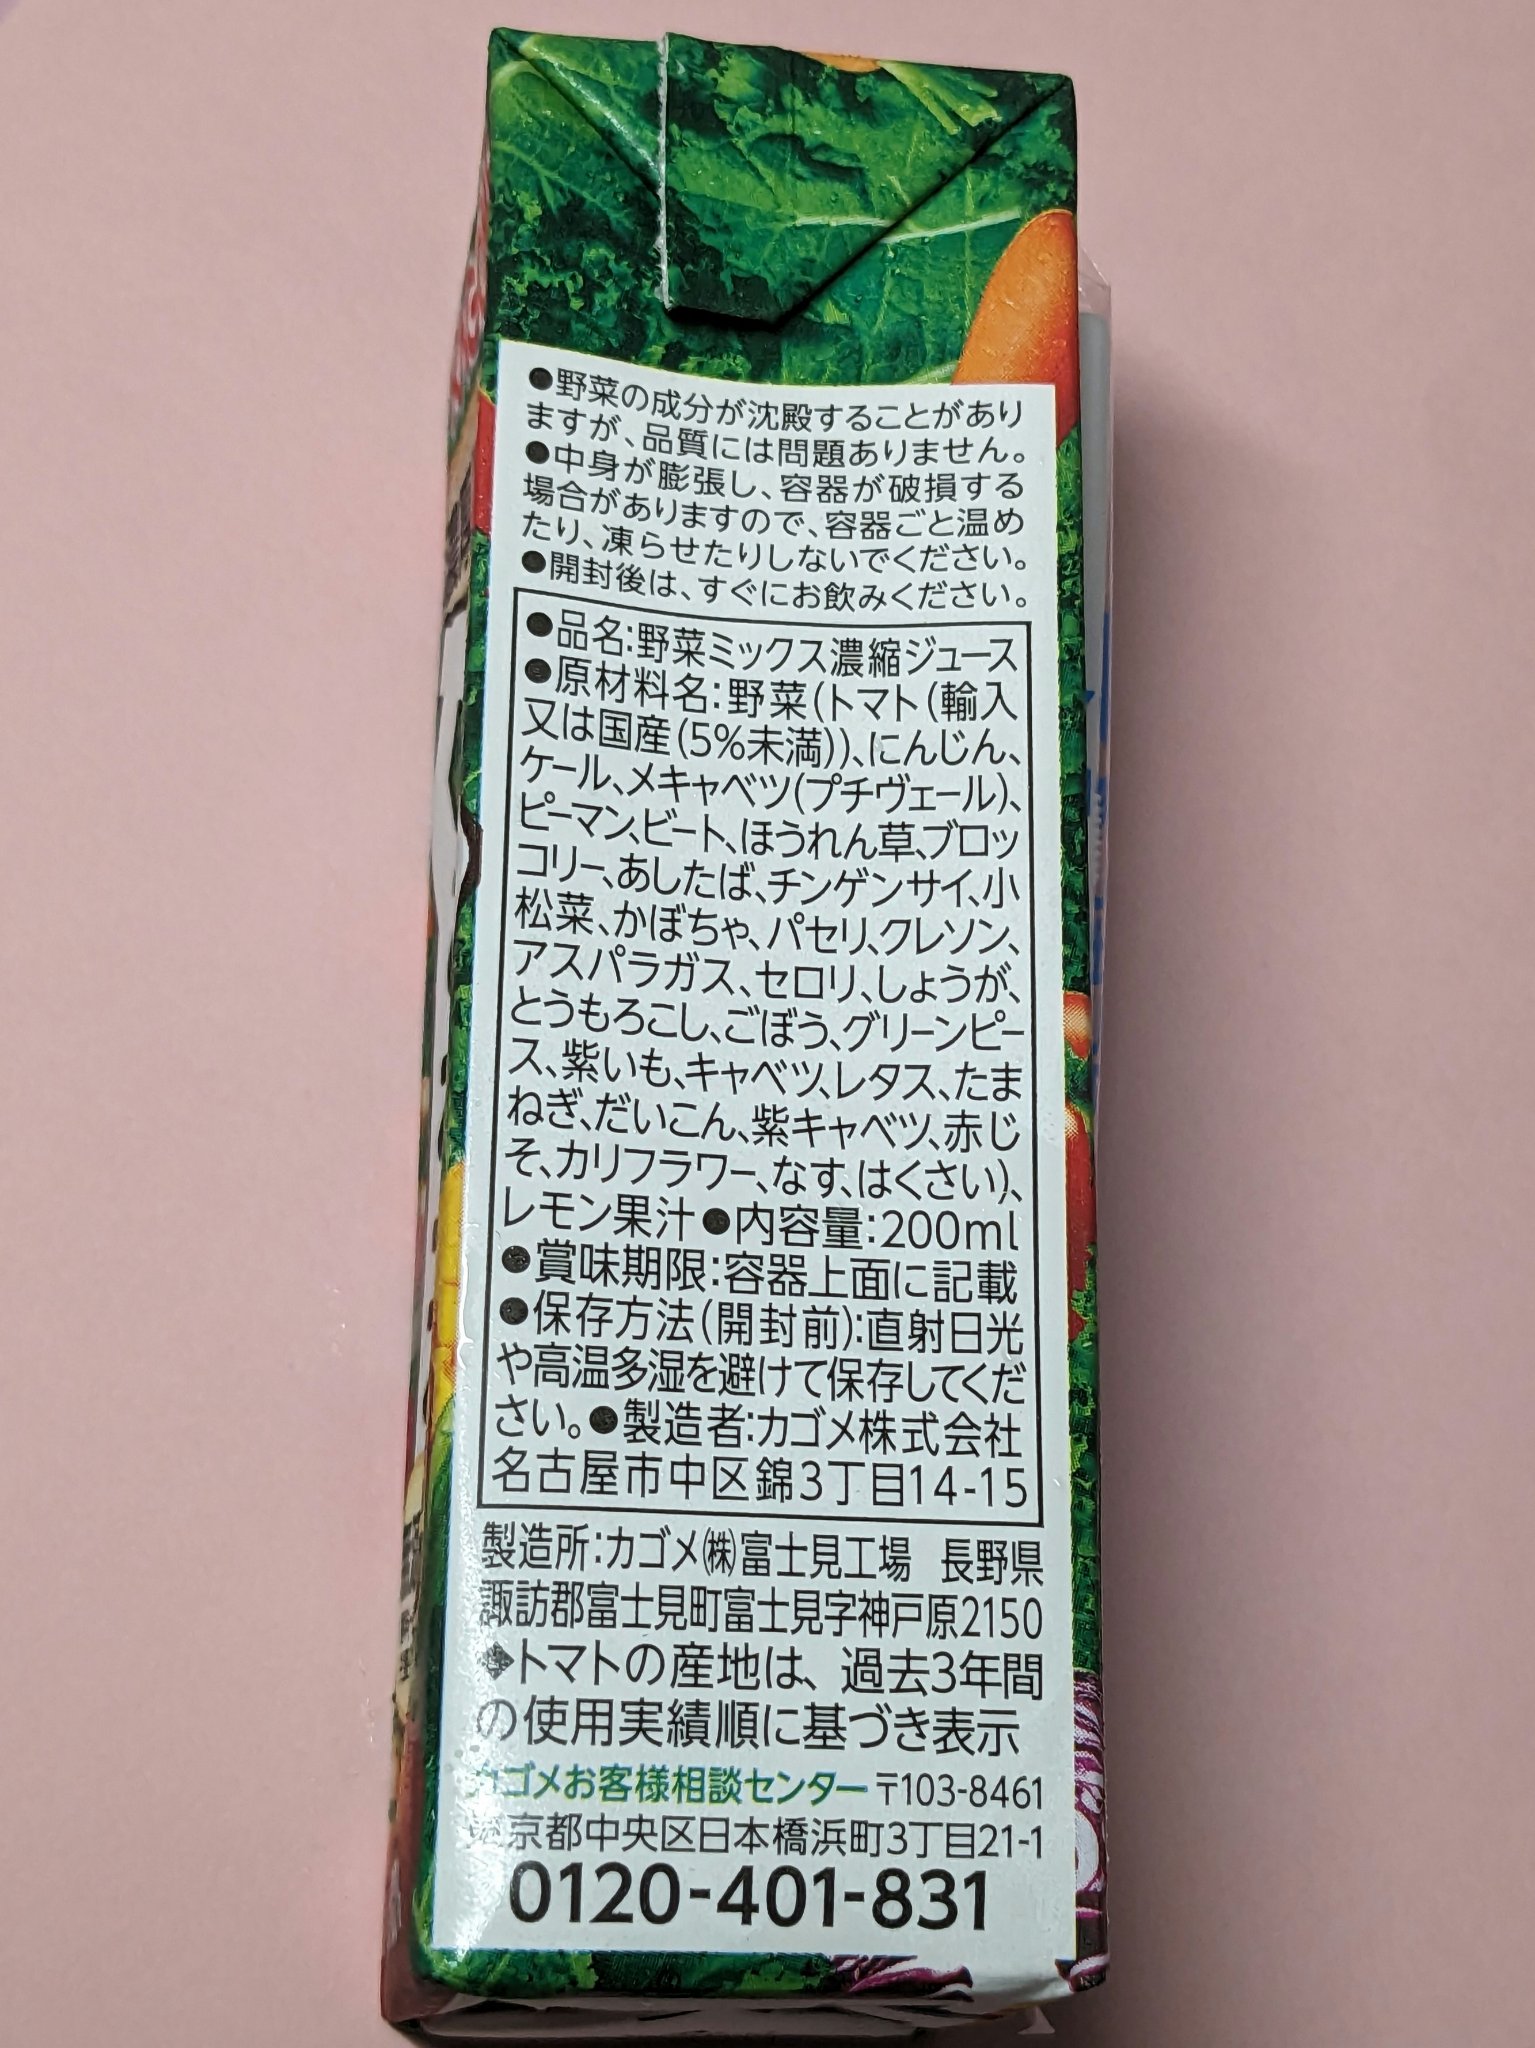 ●野菜の成分が沈殿することがあり
ますが、品質には問題ありません。
●中身が膨張し、容器が破損する
場合がありますので、容器ごと温め
たり、凍らせたりしないでください。
●開封後は、すぐにお飲みください。
●品名:野菜ミックス濃縮ジュース
●原材料名:野菜(トマト(輸入
又は国産(5%未満))、にんじん、
ケール、メキャベツ(プチヴェール)、
ピーマン、ビート、ほうれん草、ブロッ
コリー、あしたば、チンゲンサイ、小
松菜、かぼちゃ、パセリ、クレソン、
アスパラガス、セロリ、しょうが、
とうもろこし、ごぼう、グリーンピー
ス、紫いも、キャベツ、レタス、たま
ねぎ、だいこん、紫キャベツ、赤じ
そ、カリフラワー、なす、はくさい)、
レモン果汁●内容量:200ml
●賞味期限:容器上面に記載
●保存方法(開封前):直射日光
や高温多湿を避けて保存してくだ
さい。●製造者:カゴメ株式会社
名古屋市中区錦3丁目14-15
製造所:カゴメ㈱富士見工場 長野県
諏訪郡富士見町富士見字神戸原2150
◆トマトの産地は、過去3年間
の使用実績順に基づき表示
カゴメお客様相談センター 〒103-8461
東京都中央区日本橋浜町3丁目21-1
0120-401-831